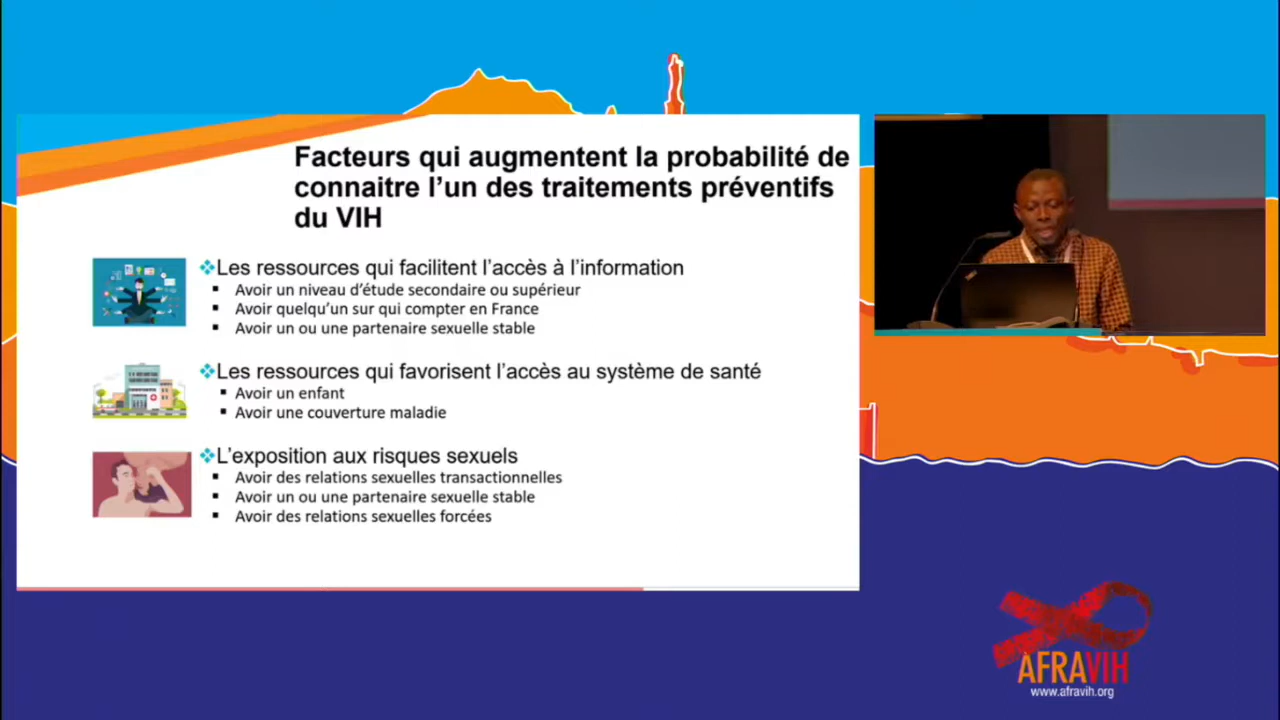 Facteurs qui augmentent la probabilité de
connaitre l'un des traitements préventifs
du VIH
❖Les ressources qui facilitent l'accès à l'information
▪ Avoir un niveau d'étude secondaire ou supérieur
▪ Avoir quelqu'un sur qui compter en France
▪ Avoir un ou une partenaire sexuelle stable
❖Les ressources qui favorisent l'accès au système de santé
▪ Avoir un enfant
▪ Avoir une couverture maladie
❖L'exposition aux risques sexuels
▪ Avoir des relations sexuelles transactionnelles
▪ Avoir un ou une partenaire sexuelle stable
▪ Avoir des relations sexuelles forcées
AFRAVIH
www.afravih.org